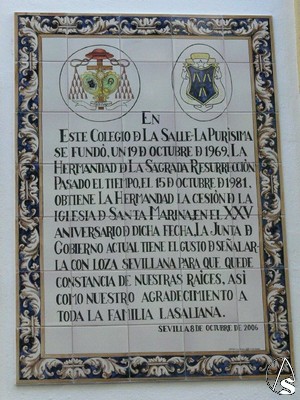 EN
ESTE COLEGIO D LA SALLE-LA PURÍSIMA
SE FUNDÓ, UN 19 D OCTUBRE D 1969, LA
HERMANDAD D LA SAGRADA RESURRECCIÓN
PASADO EL TIEMPO, EL 15 D OCTUBRE D 1981,
OBTIENE LA HERMANDAD LA CESIÓN D LA
IGLESIA D SANTA MARINA EN EL XXV
ANIVERSARIO D DICHA FECHA, LA JUNTA D
GOBIERNO ACTUAL TIENE EL GUSTO D SEÑALAR-
LA CON LOZA SEVILLANA PARA QUE QUEDE
CONSTANCIA DE NUESTRAS RAÍCES, ASÍ
COMO NUESTRO AGRADECIMIENTO A
TODA LA FAMILIA LASALIANA.
SEVILLA, 8 DE OCTUBRE, DE 2006